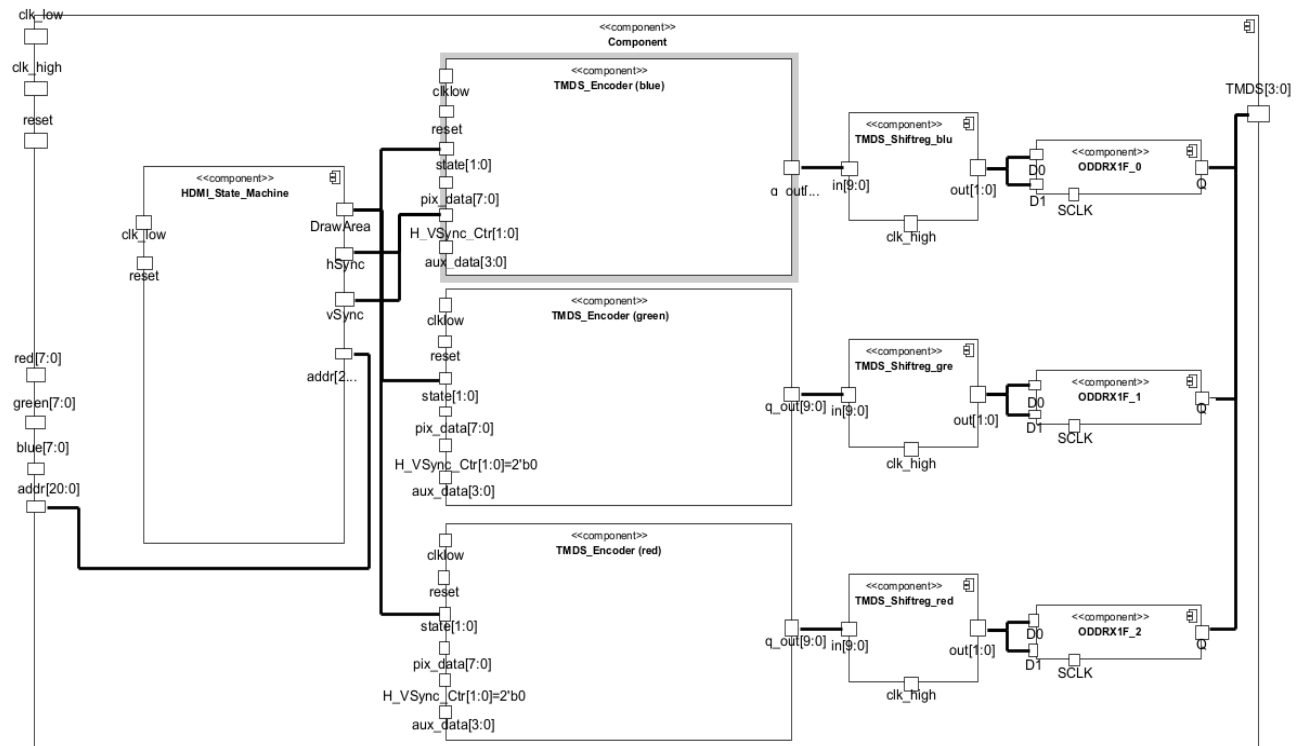 clk_low
clk_high
reset
red[7:0]
green[7:0]
blue[7:0]
addr[20:0]
<<component>>
Component
TMDS[3:0]
<<component>>
HDMI_State_Machine
clk_low
reset
DrawArea
hSync
vSync
addr[2...
<<component>>
TMDS_Encoder (blue)
clklow
reset
state[1:0]
pix_data[7:0]
H_VSync_Ctr[1:0]
aux_data[3:0]
q_out[...
<<component>>
TMDS_Shiftreg_blu
in[9:0]
out[1:0]
clk_high
<<component>>
ODDRX1F_0
D0
D1
SCLK
Q
<<component>>
TMDS_Encoder (green)
clklow
reset
state[1:0]
pix_data[7:0]
H_VSync_Ctr[1:0]=2'b0
aux_data[3:0]
q_out[9:0]
<<component>>
TMDS_Shiftreg_gre
in[9:0]
out[1:0]
clk_high
<<component>>
ODDRX1F_1
D0
D1
SCLK
Q
<<component>>
TMDS_Encoder (red)
clklow
reset
state[1:0]
pix_data[7:0]
H_VSync_Ctr[1:0]=2'b0
aux_data[3:0]
q_out[9:0]
<<component>>
TMDS_Shiftreg_red
in[9:0]
out[1:0]
clk_high
<<component>>
ODDRX1F_2
D0
D1
SCLK
Q